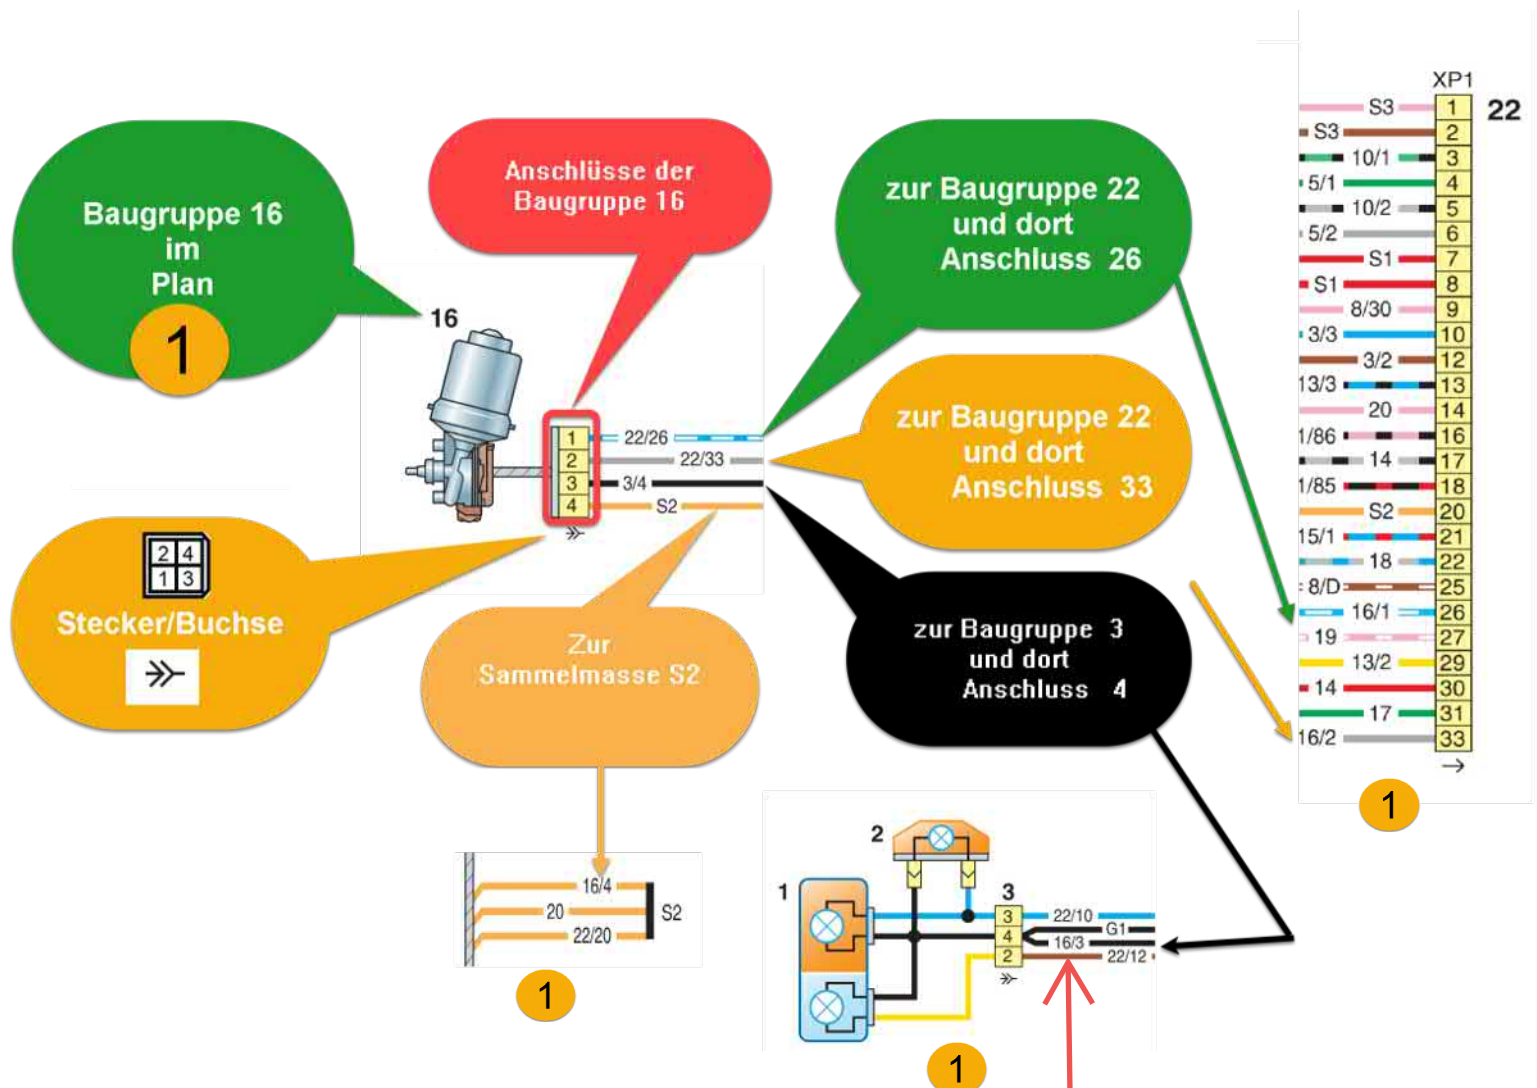 Baugruppe 16
im
Plan
1
Anschlüsse der
Baugruppe 16
zur Baugruppe 22
und dort
Anschluss 26
16
1
2
3
4
22/26
22/33
3/4
S2
zur Baugruppe 22
und dort
Anschluss 33
2 4
1 3
Stecker/Buchse
Zur
Sammelmasse S2
zur Baugruppe 3
und dort
Anschluss 4
16/4
20
22/20
S2
1
1
2
3
3
4
2
22/10
G1
16/3
22/12
1
XP1
22
S3 1
S3 2
10/1 3
5/1 4
10/2 5
5/2 6
S1 7
S1 8
8/30 9
3/3 10
3/2 12
13/3 13
20 14
1/86 16
14 17
1/85 18
S2 20
15/1 21
18 22
8/D 25
16/1 26
19 27
13/2 29
14 30
17 31
16/2 33
1